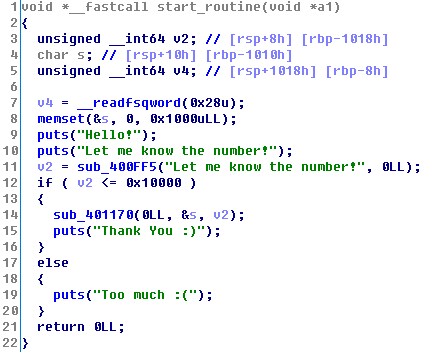 1 void *__fastcall start_routine(void *a1)
2 {
3 unsigned __int64 v2; // [rsp+8h] [rbp-1018h]
4 char s; // [rsp+10h] [rbp-1010h]
5 unsigned __int64 v4; // [rsp+1018h] [rbp-8h]
6
7 v4 = __readfsqword(0x28u);
8 memset(&s, 0, 0x1000uLL);
9 puts("Hello!");
10 puts("Let me know the number!");
11 v2 = sub_400FF5("Let me know the number!", 0LL);
12 if ( v2 <= 0x10000 )
13 {
14 sub_401170(0LL, &s, v2);
15 puts("Thank You :)");
16 }
17 else
18 {
19 puts("Too much :(");
20 }
21 return 0LL;
22 }